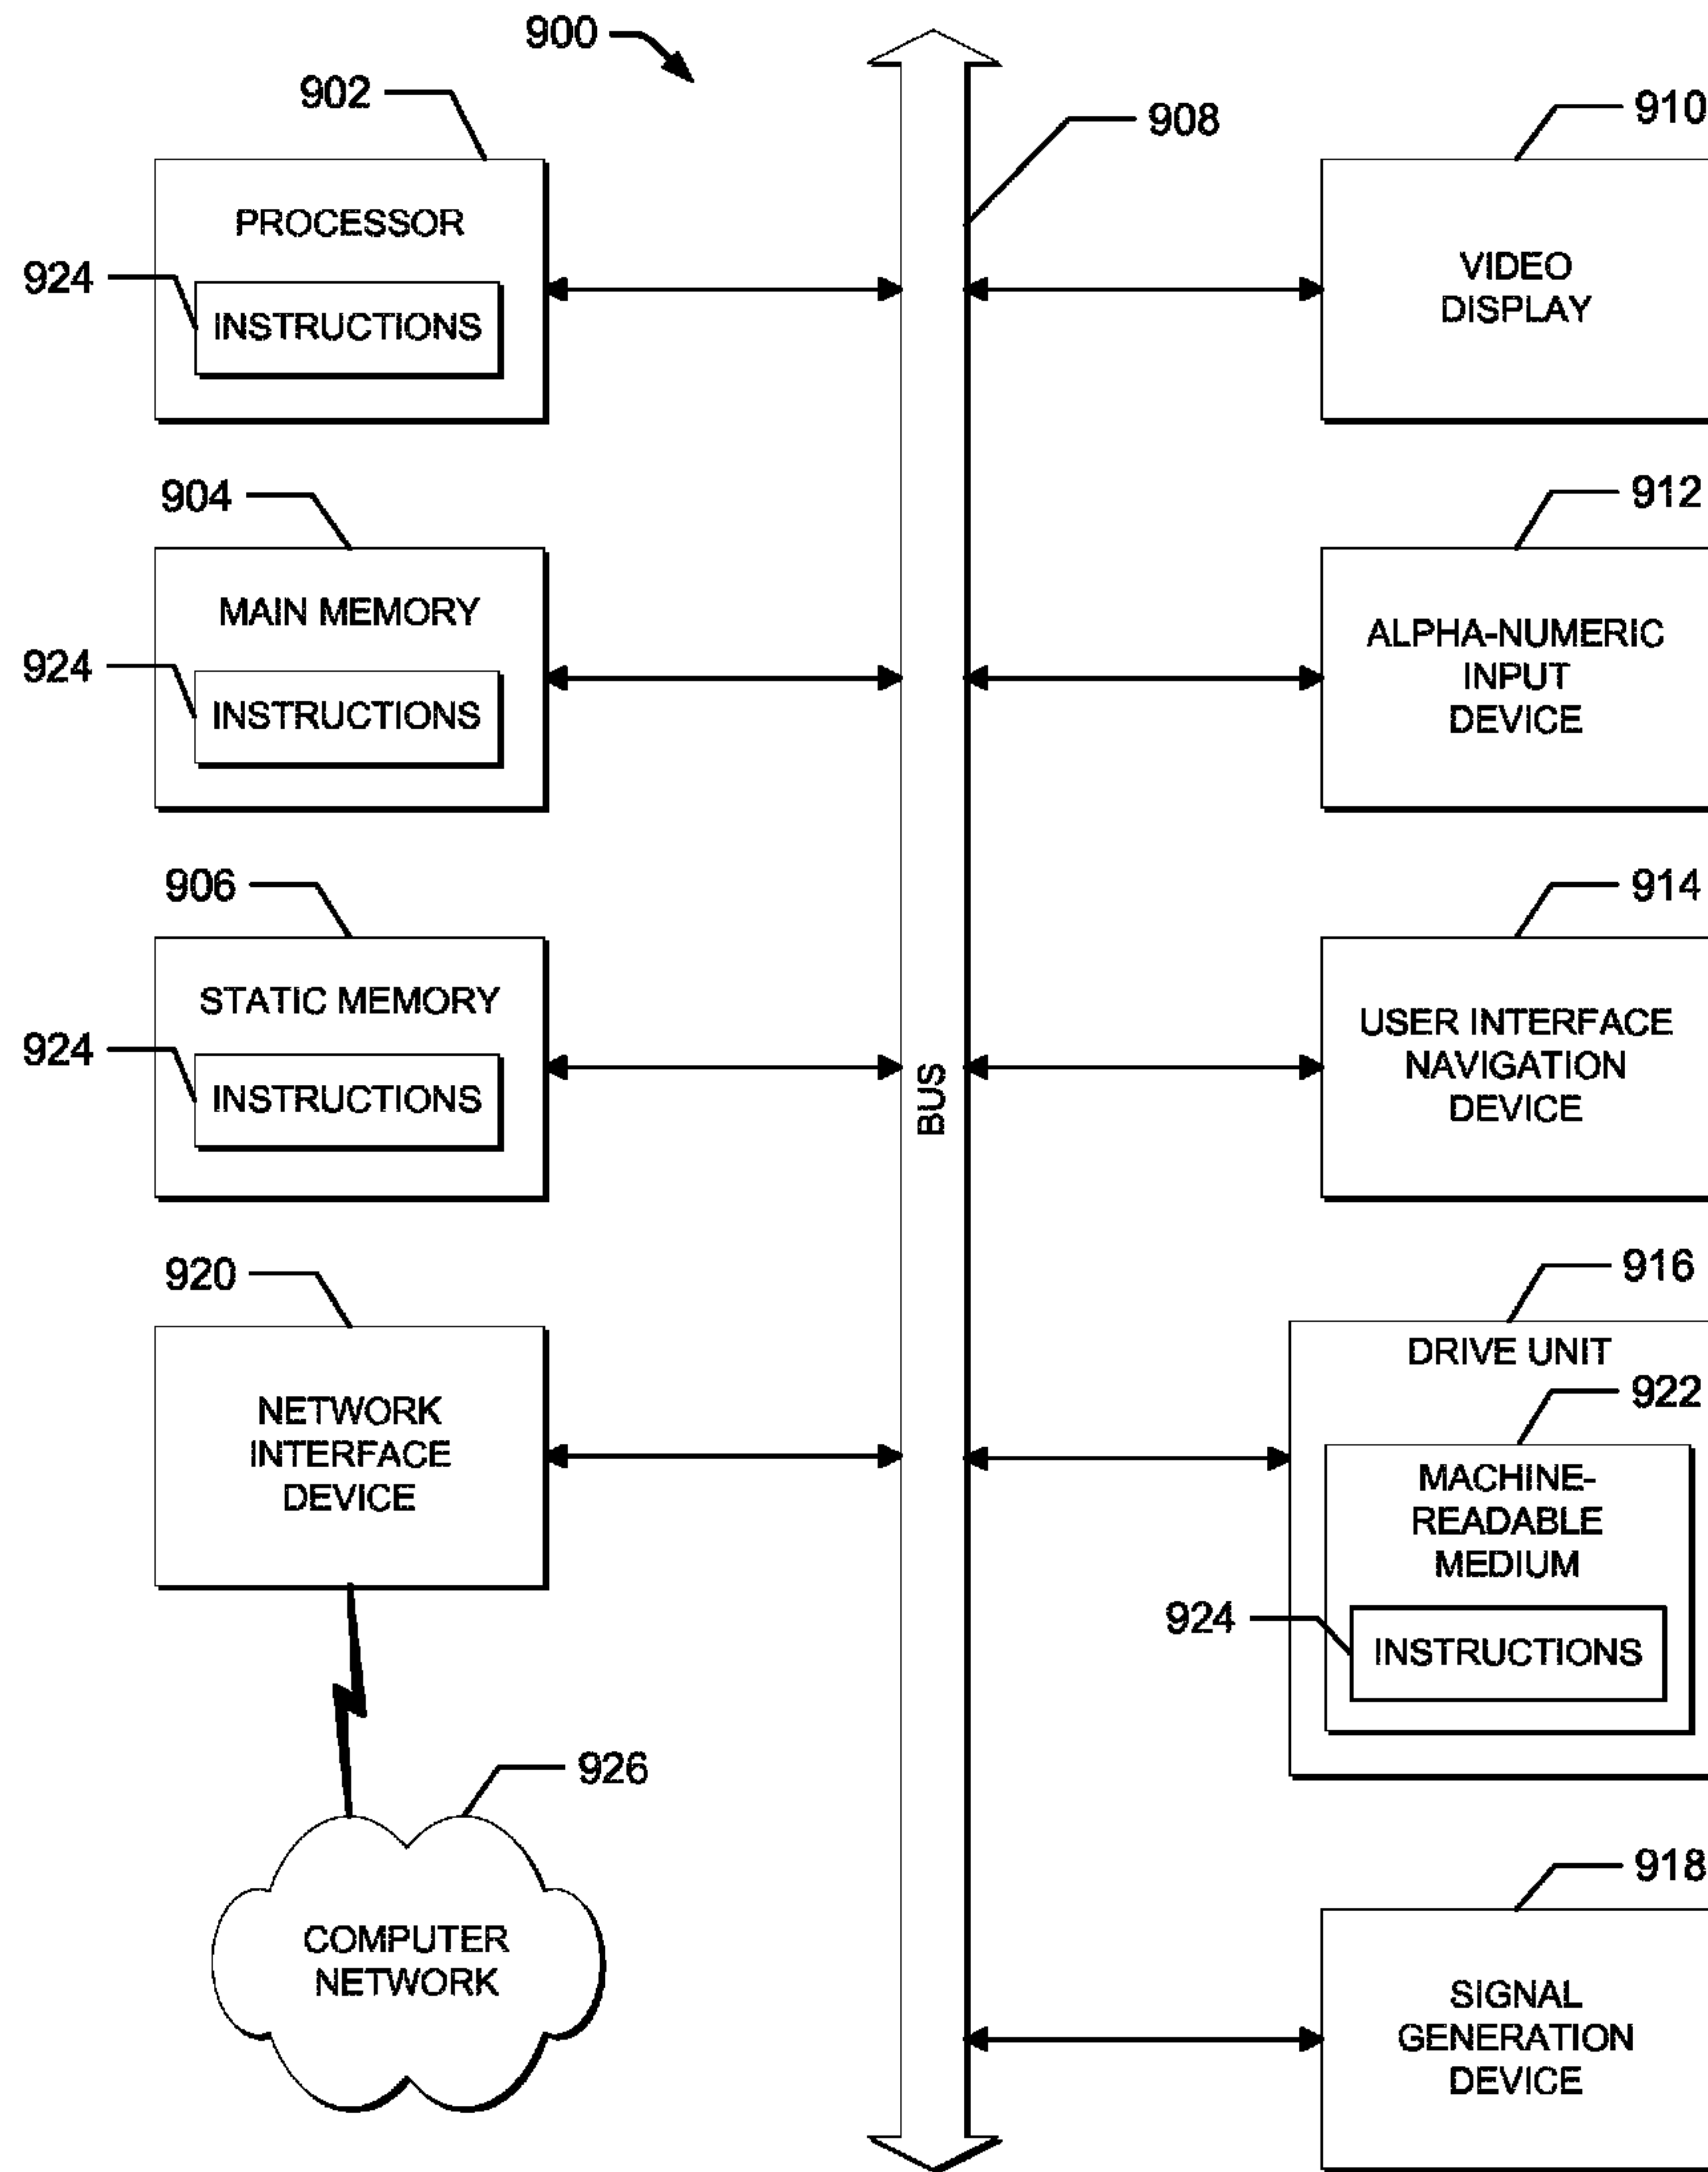 900
902
PROCESSOR
924
INSTRUCTIONS
904
MAIN MEMORY
924
INSTRUCTIONS
906
STATIC MEMORY
924
INSTRUCTIONS
920
NETWORK
INTERFACE
DEVICE
926
COMPUTER
NETWORK
908
BUS
910
VIDEO
DISPLAY
912
ALPHA-NUMERIC
INPUT
DEVICE
914
USER INTERFACE
NAVIGATION
DEVICE
916
DRIVE UNIT
922
MACHINE-
READABLE
MEDIUM
924
INSTRUCTIONS
918
SIGNAL
GENERATION
DEVICE